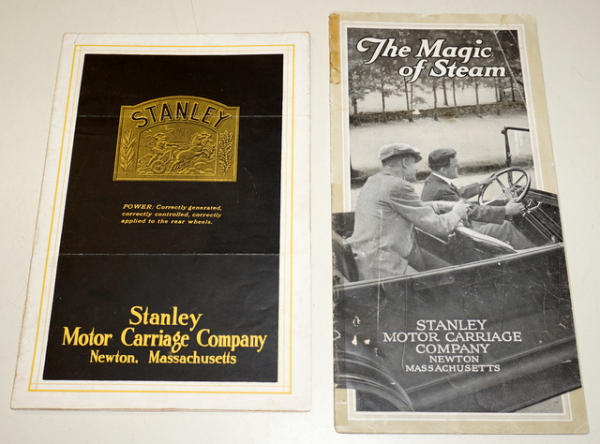 STANLEY
POWER: Correctly generated,
correctly controlled, correctly
applied to the rear wheels.
Stanley
Motor Carriage Company
Newton, Massachusetts
The Magic
of Steam
STANLEY
MOTOR CARRIAGE
COMPANY
NEWTON
MASSACHUSETTS